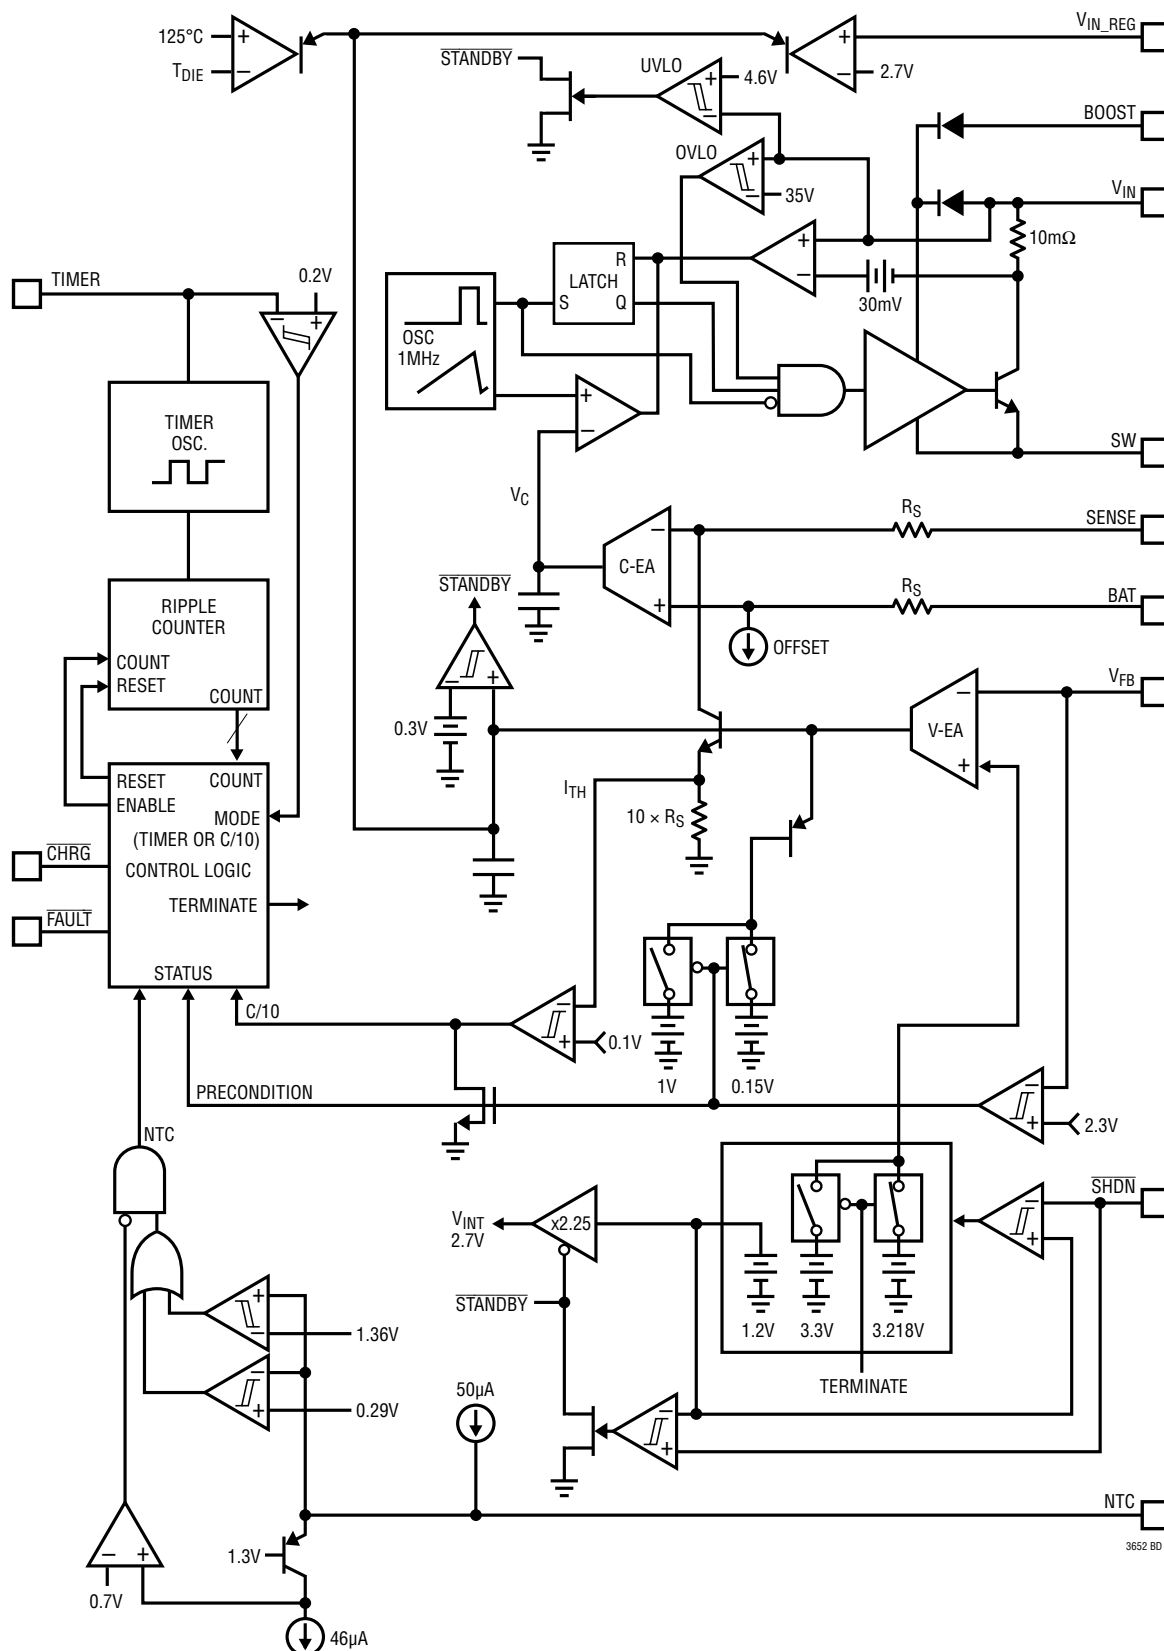 125°C
TDIE
+
–
STANDBY
UVLO
+
–
4.6V
+
–
2.7V
VIN_REG
BOOST
OVLO
+
–
35V
VIN
10mΩ
+
–
30mV
TIMER
0.2V
–
+
R
LATCH
S
Q
OSC
1MHz
TIMER
OSC.
+
–
SW
VC
RS
SENSE
–
C-EA
+
RS
BAT
OFFSET
STANDBY
–
+
0.3V
RIPPLE
COUNTER
COUNT
RESET
COUNT
VFB
–
V-EA
+
RESET
COUNT
ENABLE
MODE
(TIMER OR C/10)
CONTROL LOGIC
TERMINATE
STATUS
CHRG
FAULT
ITH
10 × RS
C/10
–
+
0.1V
1V
0.15V
PRECONDITION
–
+
2.3V
NTC
VINT
2.7V
x2.25
SHDN
–
+
STANDBY
1.2V
3.3V
3.218V
TERMINATE
+
–
1.36V
–
+
0.29V
50µA
–
+
NTC
1.3V
–
+
0.7V
46µA
3652 BD